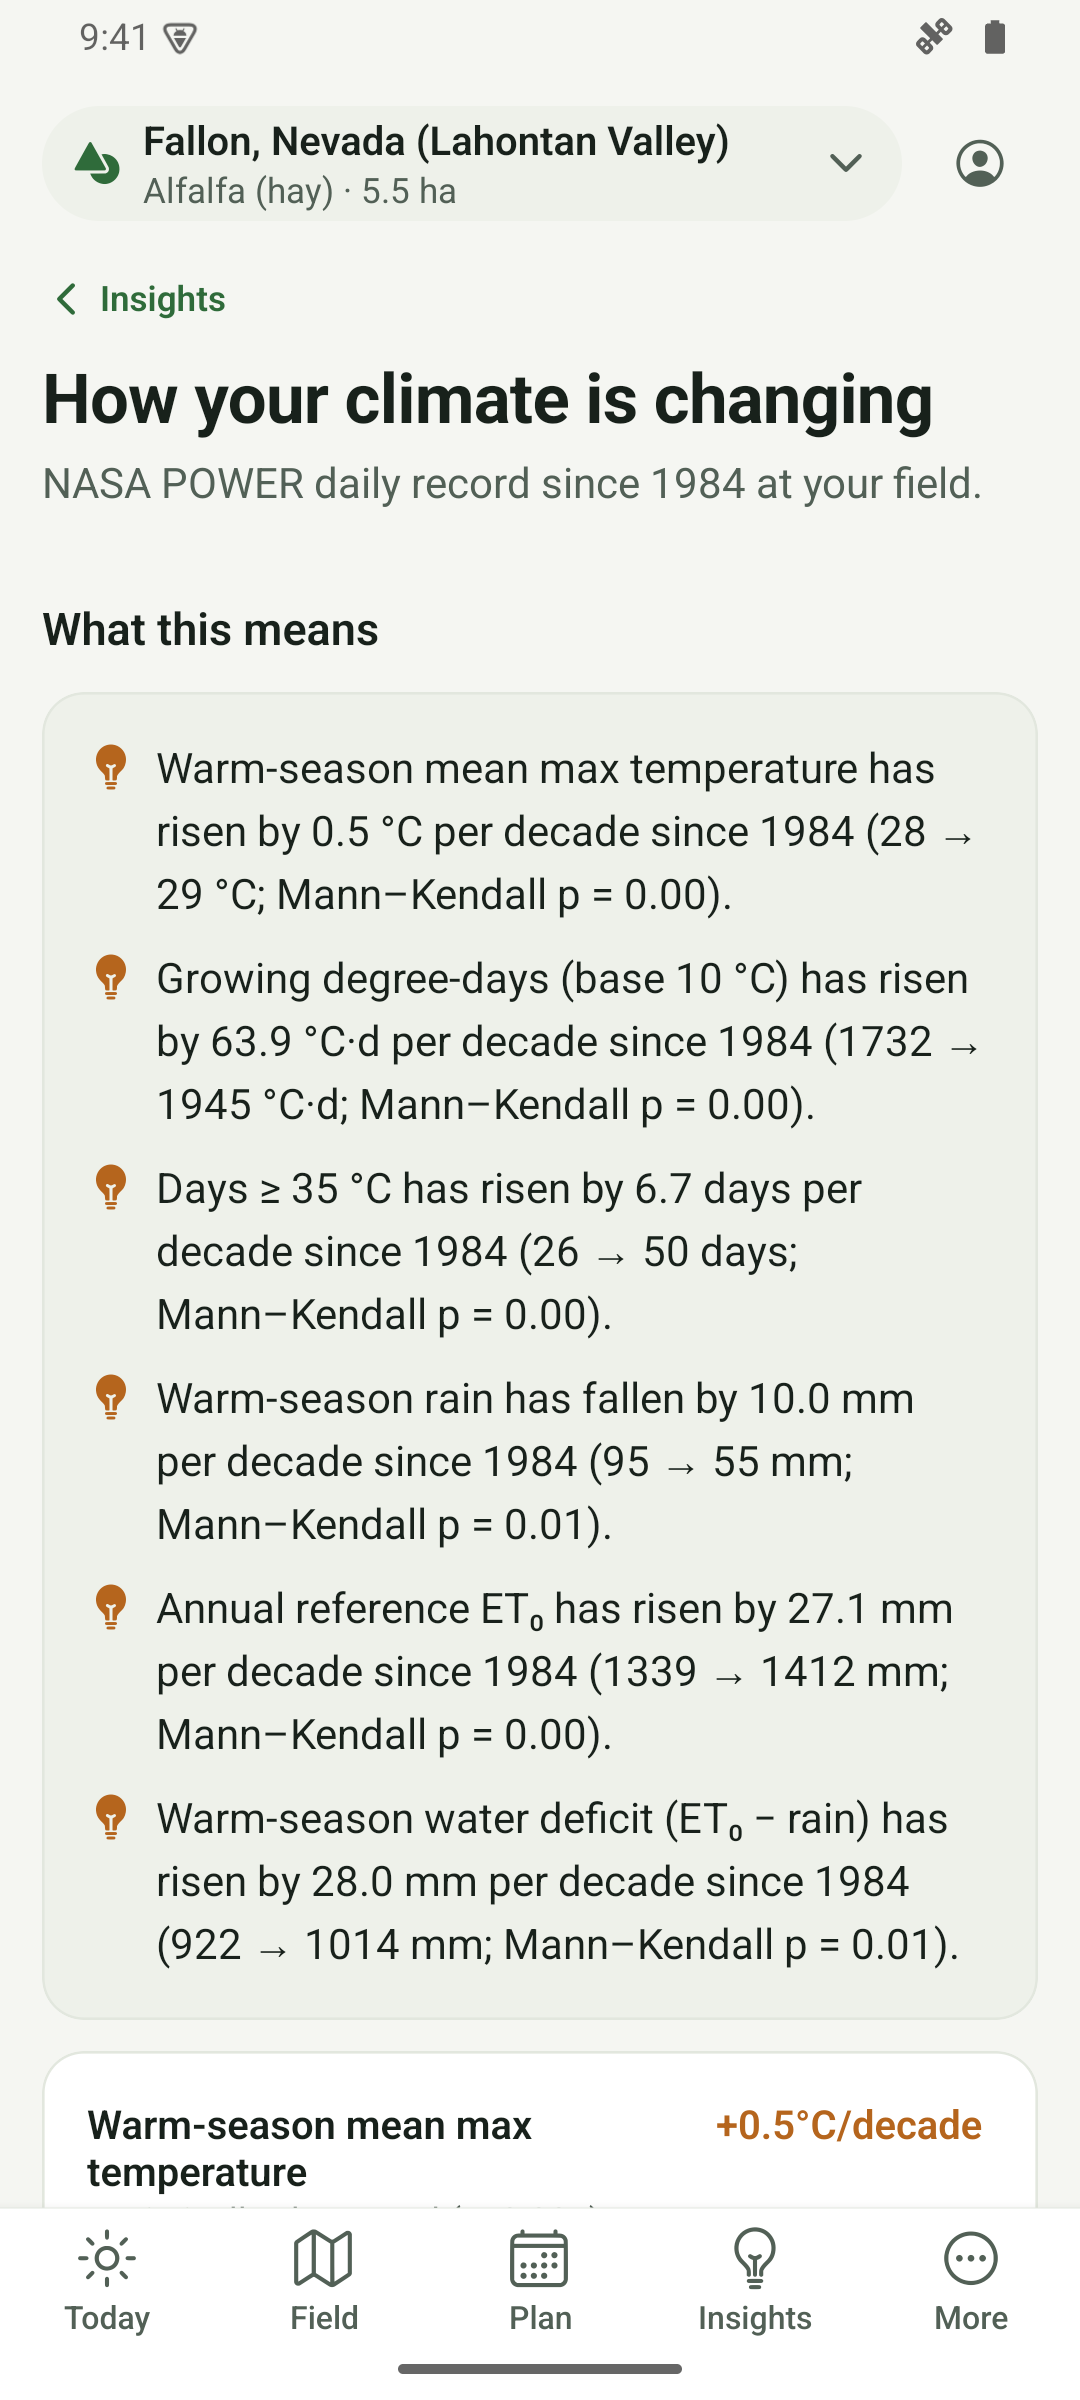 9:41
Fallon, Nevada (Lahontan Valley)
Alfalfa (hay) · 5.5 ha
Insights
How your climate is changing
NASA POWER daily record since 1984 at your field.
What this means
Warm-season mean max temperature has
risen by 0.5 °C per decade since 1984 (28 →
29 °C; Mann–Kendall p = 0.00).
Growing degree-days (base 10 °C) has risen
by 63.9 °C·d per decade since 1984 (1732 →
1945 °C·d; Mann–Kendall p = 0.00).
Days ≥ 35 °C has risen by 6.7 days per
decade since 1984 (26 → 50 days;
Mann–Kendall p = 0.00).
Warm-season rain has fallen by 10.0 mm
per decade since 1984 (95 → 55 mm;
Mann–Kendall p = 0.01).
Annual reference ET₀ has risen by 27.1 mm
per decade since 1984 (1339 → 1412 mm;
Mann–Kendall p = 0.00).
Warm-season water deficit (ET₀ − rain) has
risen by 28.0 mm per decade since 1984
(922 → 1014 mm; Mann–Kendall p = 0.01).
Warm-season mean max
temperature
+0.5°C/decade
Today
Field
Plan
Insights
More